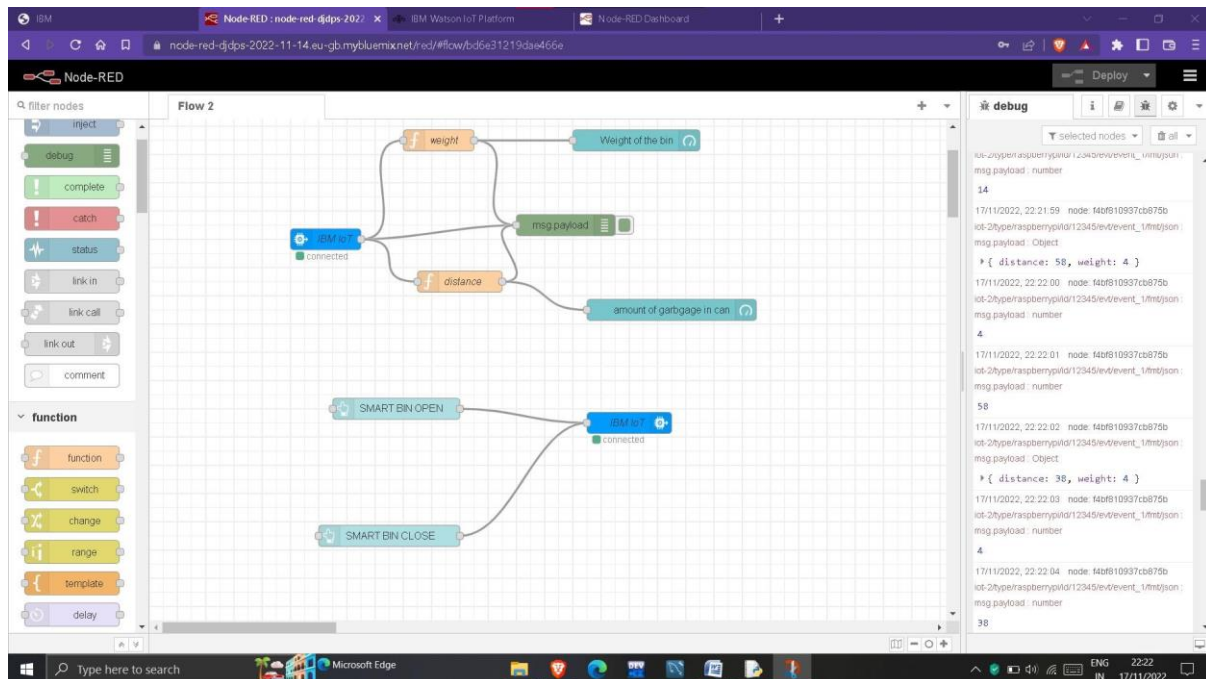 IBM
Node-RED : node-red-djdps-2022
IBM Watson IoT Platform
Node-RED Dashboard
node-red-djdps-2022-11-14.eu-gb.mybluemix.net/red/#flow/bd6e31219dae466e
Node-RED
Deploy
filter nodes
inject
debug
complete
catch
status
link in
link call
link out
comment
function
function
switch
change
range
template
delay
Flow 2
weight
Weight of the bin
msg.payload
IBM IoT
connected
distance
amount of garbgage in can
SMART BIN OPEN
IBM IoT
connected
SMART BIN CLOSE
debug
selected nodes
all
iot-2/type/raspberrypi/id/12345/evt/event_1/fmt/json :
msg.payload : number
14
17/11/2022, 22:21:59 node: f4bf810937cb875b
iot-2/type/raspberrypi/id/12345/evt/event_1/fmt/json :
msg.payload : Object
{ distance: 58, weight: 4 }
17/11/2022, 22:22:00 node: f4bf810937cb875b
iot-2/type/raspberrypi/id/12345/evt/event_1/fmt/json :
msg.payload : number
4
17/11/2022, 22:22:01 node: f4bf810937cb875b
iot-2/type/raspberrypi/id/12345/evt/event_1/fmt/json :
msg.payload : number
58
17/11/2022, 22:22:02 node: f4bf810937cb875b
iot-2/type/raspberrypi/id/12345/evt/event_1/fmt/json :
msg.payload : Object
{ distance: 38, weight: 4 }
17/11/2022, 22:22:03 node: f4bf810937cb875b
iot-2/type/raspberrypi/id/12345/evt/event_1/fmt/json :
msg.payload : number
4
17/11/2022, 22:22:04 node: f4bf810937cb875b
iot-2/type/raspberrypi/id/12345/evt/event_1/fmt/json :
msg.payload : number
38
Type here to search
Microsoft Edge
ENG
IN
22:22
17/11/2022